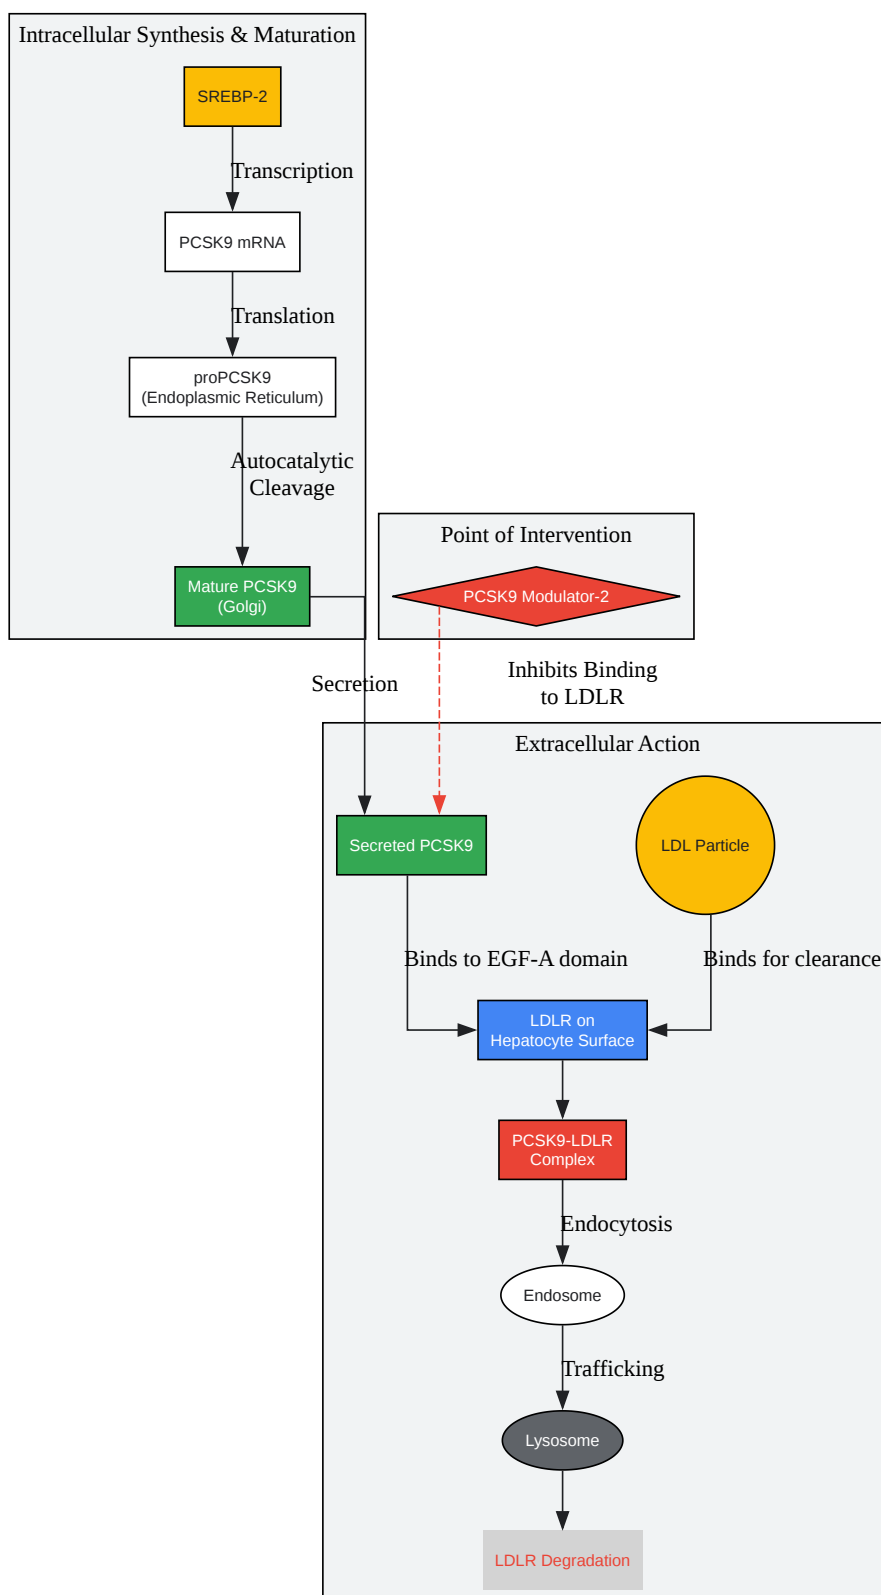 Intracellular Synthesis & Maturation
SREBP-2
Transcription
PCSK9 mRNA
Translation
proPCSK9
(Endoplasmic Reticulum)
Autocatalytic
Cleavage
Mature PCSK9
(Golgi)
Point of Intervention
PCSK9 Modulator-2
Secretion
Inhibits Binding
to LDLR
Extracellular Action
Secreted PCSK9
LDL Particle
Binds to EGF-A domain
Binds for clearance
LDLR on
Hepatocyte Surface
PCSK9-LDLR
Complex
Endocytosis
Endosome
Trafficking
Lysosome
LDLR Degradation